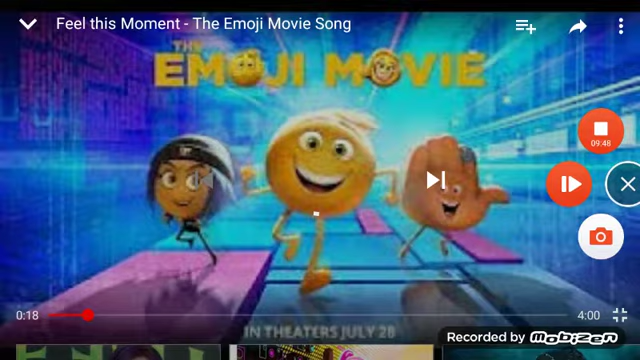 Feel this Moment - The Emoji Movie Song
THE
EMOJI MOVIE
09:48
0:18
4:00
IN THEATERS JULY 28
Recorded by mobizen